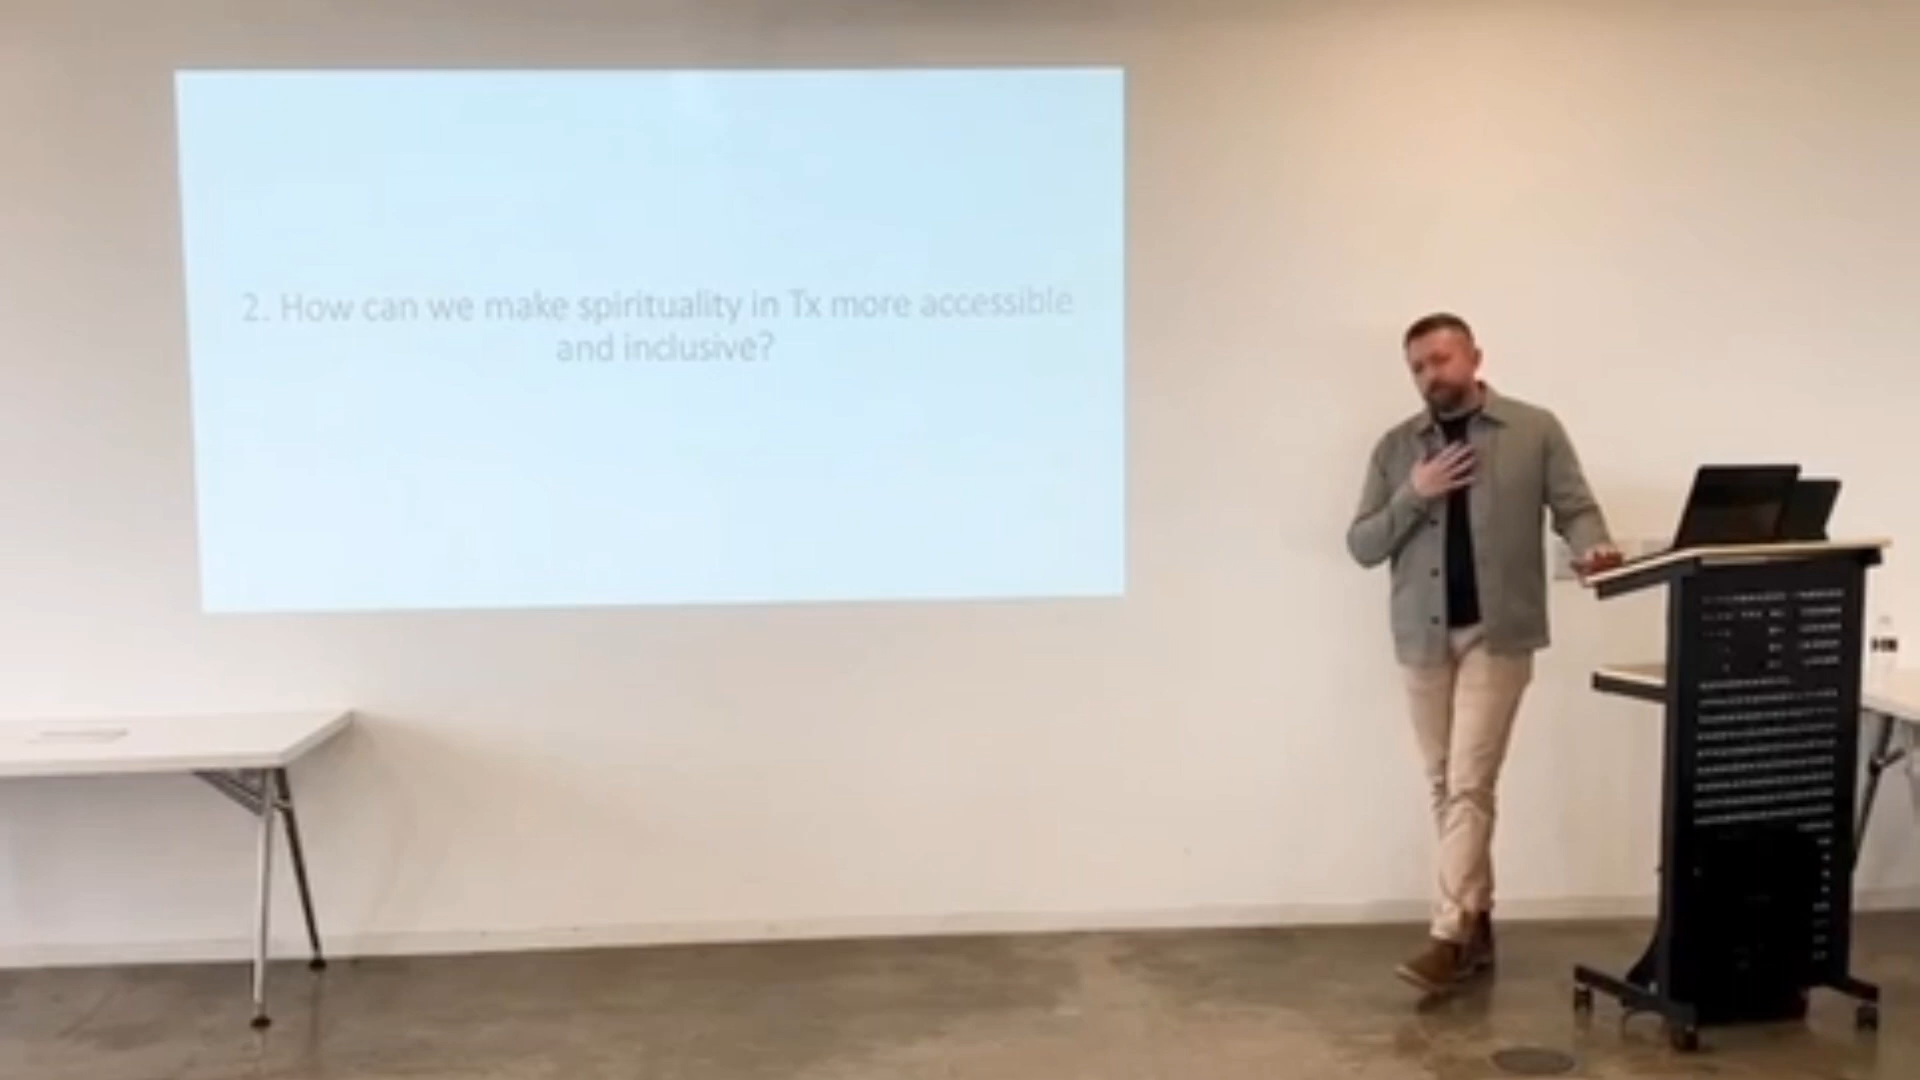 2. How can we make spirituality in Tx more accessible
and inclusive?